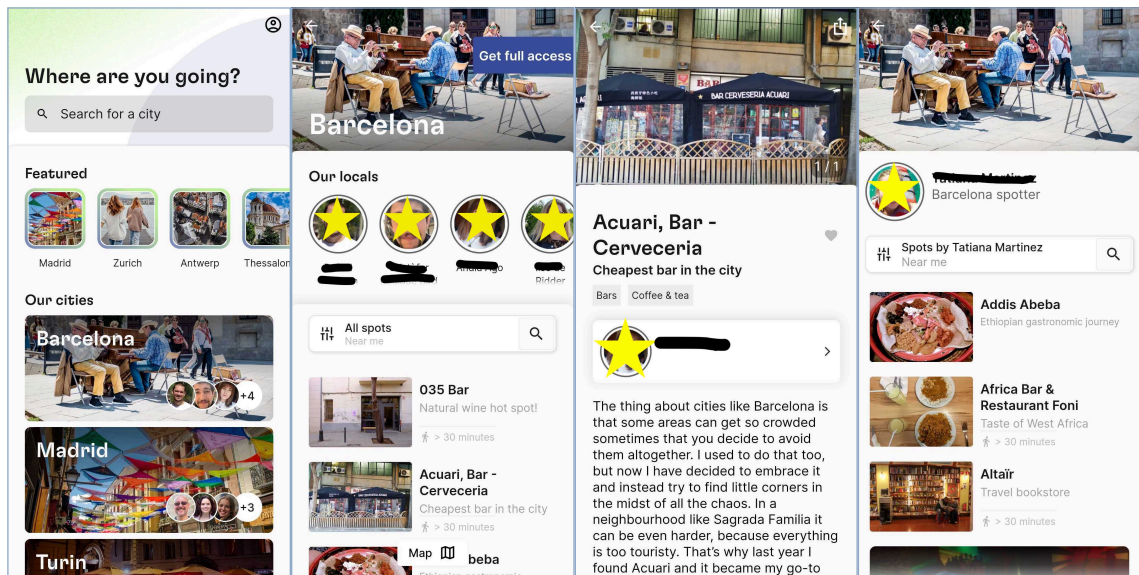 Where are you going?
Search for a city
Featured
Madrid
Zurich
Antwerp
Thessalon
Our cities
Barcelona
+4
Madrid
+3
Turin
Get full access
Barcelona
Our locals
Ridder
All spots
Near me
035 Bar
Natural wine hot spot!
> 30 minutes
Acuari, Bar -
Cerveceria
Cheapest bar in the city
> 30 minutes
Map
beba
BAR CERVESERIA ACUARI
1 / 1
Acuari, Bar -
Cerveceria
Cheapest bar in the city
Bars
Coffee & tea
The thing about cities like Barcelona is
that some areas can get so crowded
sometimes that you decide to avoid
them altogether. I used to do that too,
but now I have decided to embrace it
and instead try to find little corners in
the midst of all the chaos. In a
neighbourhood like Sagrada Familia it
can be even harder, because everything
is too touristy. That's why last year I
found Acuari and it became my go-to
Barcelona spotter
Spots by Tatiana Martinez
Near me
Addis Abeba
Ethiopian gastronomic journey
Africa Bar &
Restaurant Foni
Taste of West Africa
> 30 minutes
Altaïr
Travel bookstore
> 30 minutes